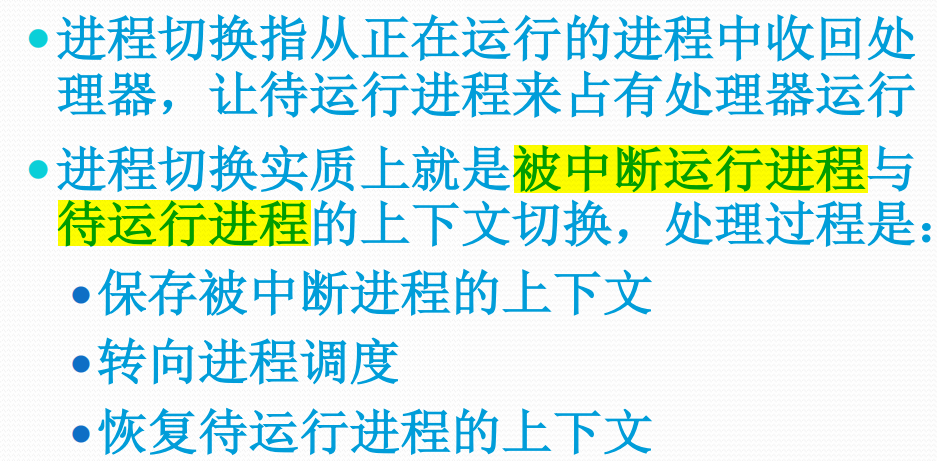 •进程切换指从正在运行的进程中收回处
理器，让待运行进程来占有处理器运行
•进程切换实质上就是被中断运行进程与
待运行进程的上下文切换，处理过程是：
•保存被中断进程的上下文
•转向进程调度
•恢复待运行进程的上下文